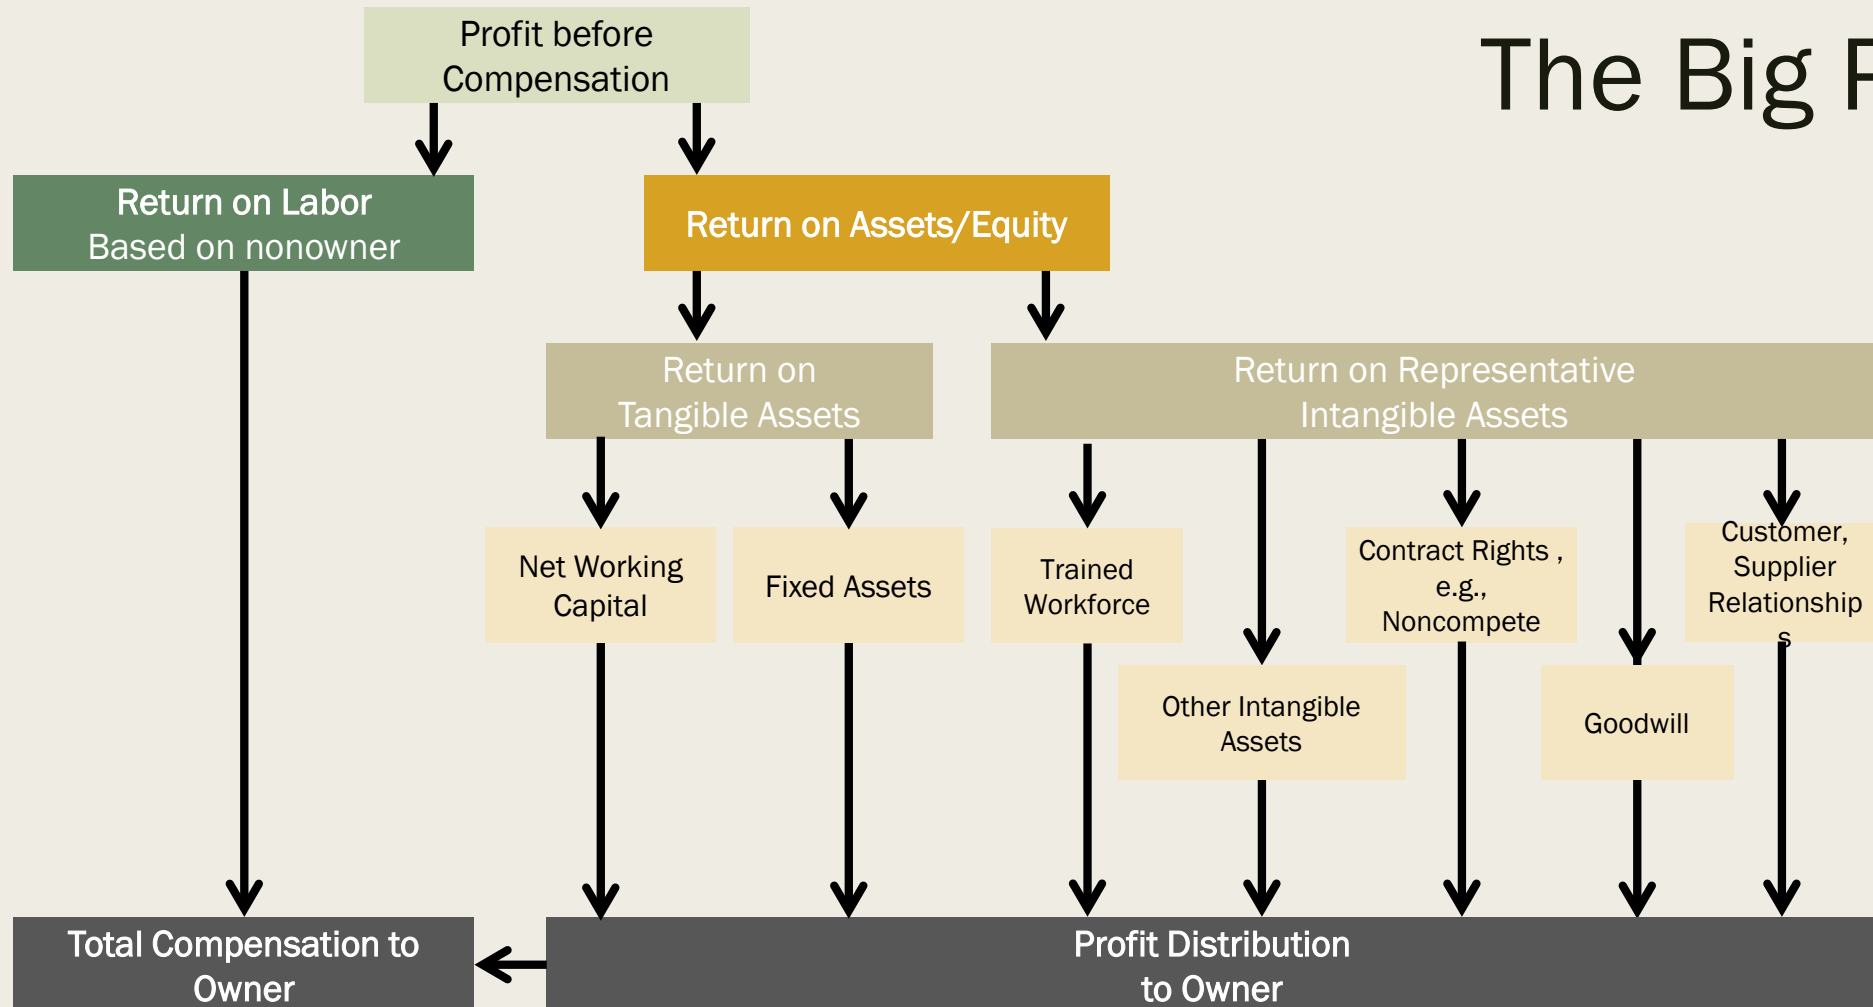 The Big P
Profit before
Compensation
Return on Labor
Based on nonowner
Return on Assets/Equity
Return on
Tangible Assets
Return on Representative
Intangible Assets
Net Working
Capital
Fixed Assets
Trained
Workforce
Contract Rights ,
e.g.,
Noncompete
Customer,
Supplier
Relationship
s
Other Intangible
Assets
Goodwill
Total Compensation to
Owner
Profit Distribution
to Owner